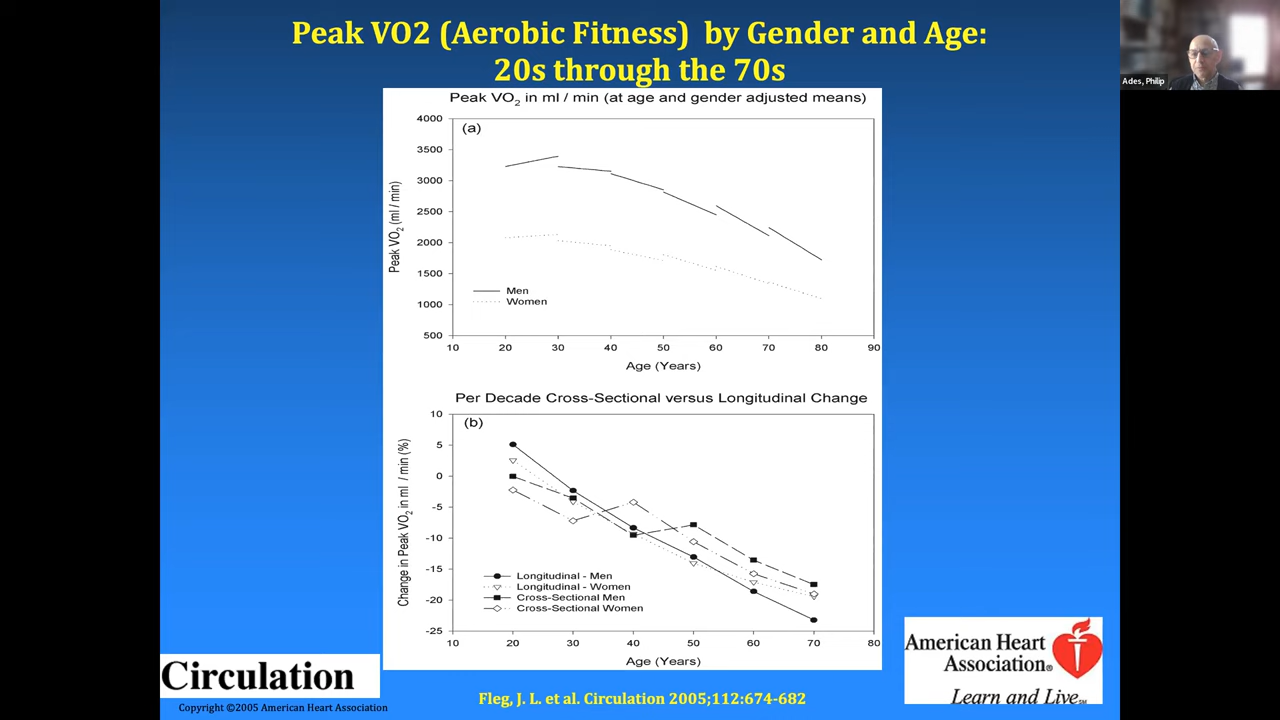 Peak VO2 (Aerobic Fitness) by Gender and Age:
20s through the 70s
Ades, Philip
Peak VO2 in ml / min (at age and gender adjusted means)
(a)
4000
3500
3000
2500
2000
1500
1000
500
Peak VO2 (ml / min)
Men
Women
10 20 30 40 50 60 70 80 90
Age (Years)
Per Decade Cross-Sectional versus Longitudinal Change
(b)
10
5
0
-5
-10
-15
-20
-25
Change in Peak VO2 in ml / min (%)
Longitudinal - Men
Longitudinal - Women
Cross-Sectional Men
Cross-Sectional Women
10 20 30 40 50 60 70 80
Age (Years)
Circulation
Copyright ©2005 American Heart Association
Fleg, J. L. et al. Circulation 2005;112:674-682
American Heart
Association®
Learn and Live℠